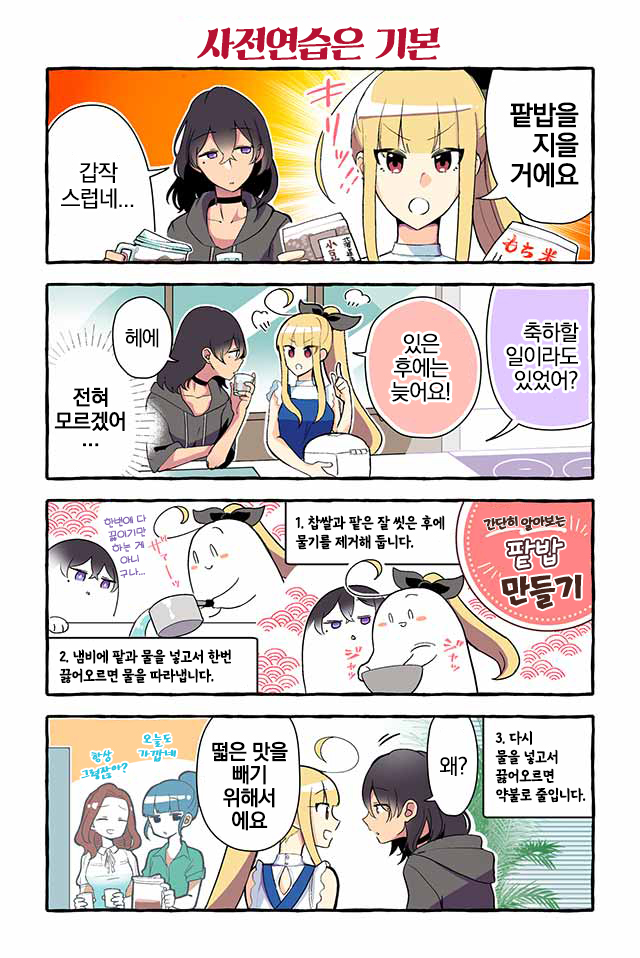 사전연습은 기본
팥밥을
지을
거에요
キリッ
갑작
스럽네...
もち米
축하할
일이라도
있었어?
있은
후에는
늦어요!
헤에
전혀
모르겠어
...
간단히 알아보는
팥밥
만들기
1. 찹쌀과 팥은 잘 씻은 후에
물기를 제거해 둡니다.
한번에 다
끓이기만
하는 게
아니
구나...
2. 냄비에 팥과 물을 넣고서 한번
끓어오르면 물을 따라냅니다.
3. 다시
물을 넣고서
끓어오르면
약불로 줄입니다.
왜?
떫은 맛을
빼기
위해서
에요
오늘도
가깝네
항상
그렇잖아?